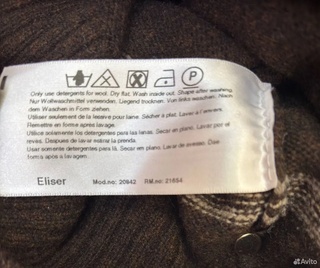 P
Only use detergents for wool. Dry flat. Wash inside out. Shape after washing.
Nur Wollwaschmittel verwenden. Liegend trocknen. Von links waschen. Nach
dem Waschen in Form ziehen.
Utiliser seulement de la lessive pour laine. Sécher à plat. Laver à l'envers.
Remettre en forme après lavage.
Utilice solamente los detergentes para las lanas. Secar en plano. Lavar por el
revés. Después de lavar estirar la prenda.
Usar somente detergentes para lã. Secar em plano. Lavar do avesso. Dar
forma após a lavagem.
Eliser Mod.no: 20942 RM.no: 21654
Avito